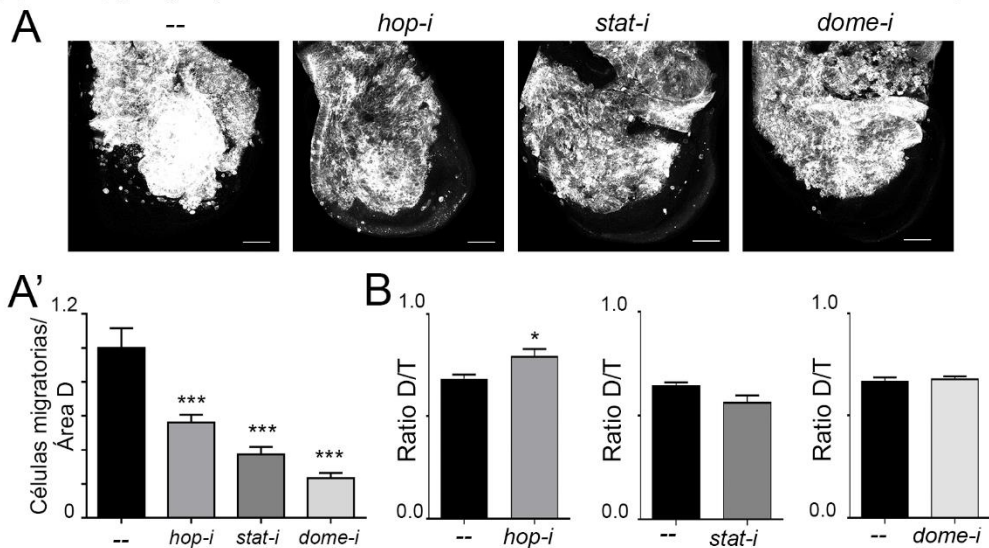 A
-- hop-i stat-i dome-i
A'
Células migratorias/
Área D
1.2
0
***
***
***
-- hop-i stat-i dome-i
B
Ratio D/T
1.0
0.0
*
-- hop-i
Ratio D/T
1.0
0.0
-- stat-i
Ratio D/T
1.0
0.0
-- dome-i